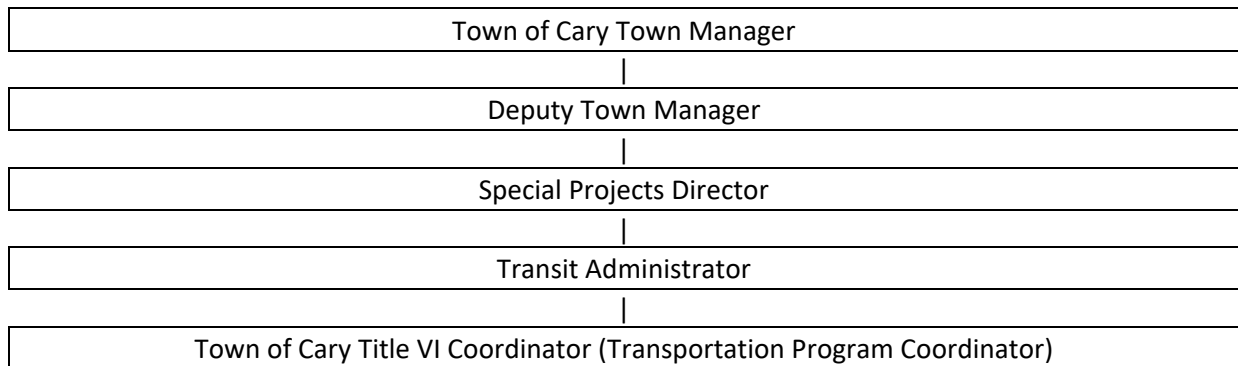 Town of Cary Town Manager
Deputy Town Manager
Special Projects Director
Transit Administrator
Town of Cary Title VI Coordinator (Transportation Program Coordinator)